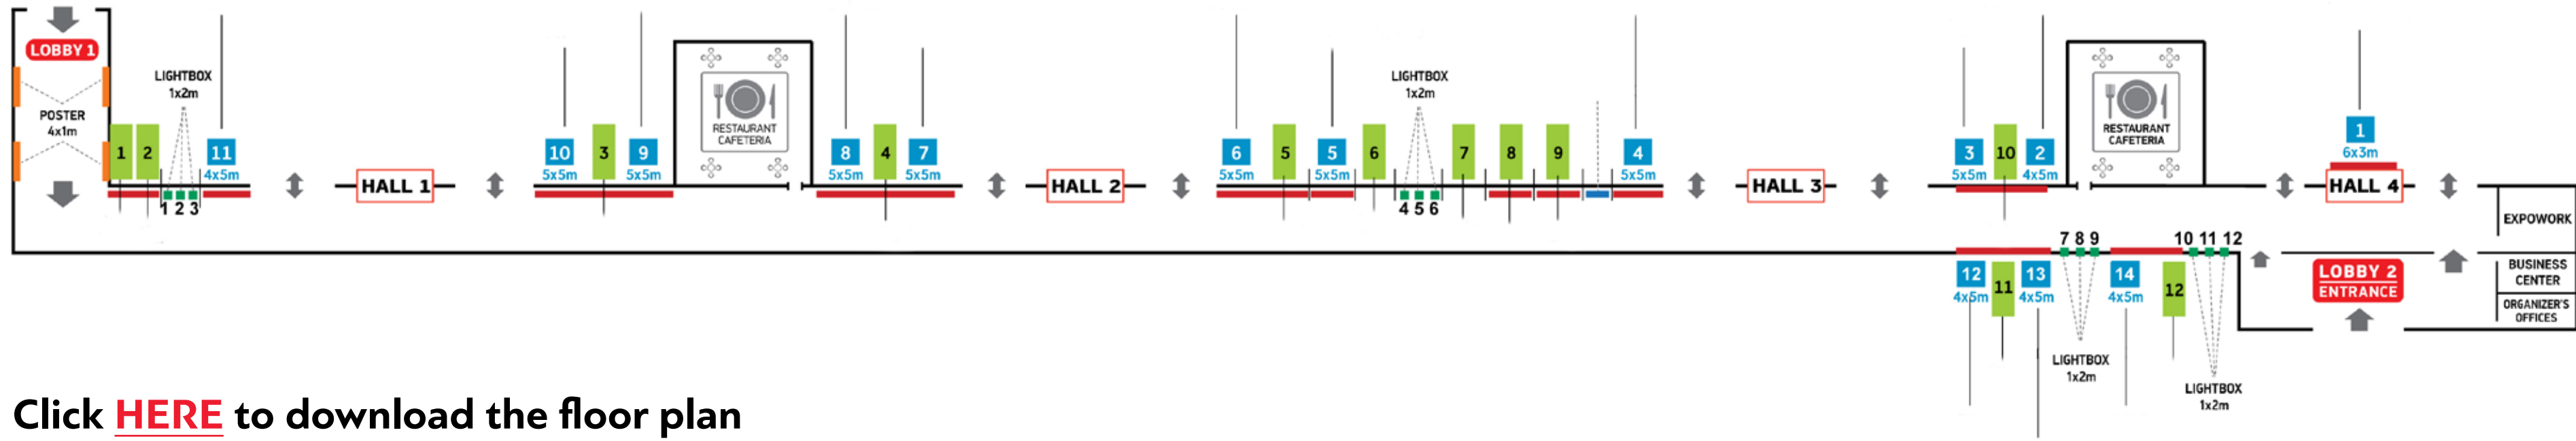 LOBBY 1
POSTER
4x1m
1
2
LIGHTBOX
1x2m
1 2 3
11
4x5m
HALL 1
10
5x5m
3
9
5x5m
RESTAURANT
CAFETERIA
8
5x5m
4
7
5x5m
HALL 2
6
5x5m
5
5
5x5m
6
LIGHTBOX
1x2m
4 5 6
7
8
9
4
5x5m
HALL 3
3
5x5m
10
2
4x5m
RESTAURANT
CAFETERIA
1
6x3m
HALL 4
EXPOWORK
12
4x5m
11
13
4x5m
7 8 9
LIGHTBOX
1x2m
14
4x5m
12
10 11 12
LIGHTBOX
1x2m
LOBBY 2
ENTRANCE
BUSINESS
CENTER
ORGANIZER'S
OFFICES
Click HERE to download the floor plan